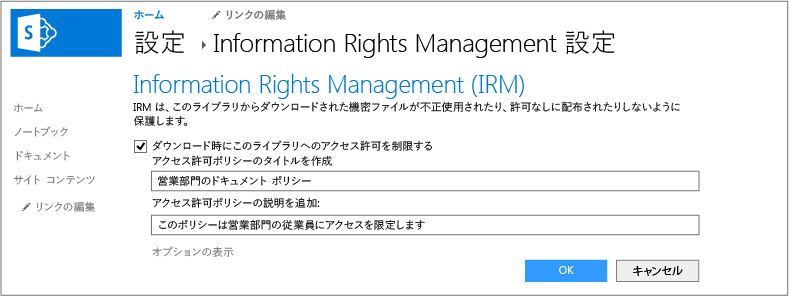 S
ホーム
リンクの編集
設定 ▸ Information Rights Management 設定
Information Rights Management (IRM)
IRM は、このライブラリからダウンロードされた機密ファイルが不正使用されたり、許可なしに配布されたりしないように
保護します。
ホーム
ノートブック
ドキュメント
サイト コンテンツ
リンクの編集
ダウンロード時にこのライブラリへのアクセス許可を制限する
アクセス許可ポリシーのタイトルを作成
営業部門のドキュメント ポリシー
アクセス許可ポリシーの説明を追加:
このポリシーは営業部門の従業員にアクセスを限定します
オプションの表示
OK
キャンセル